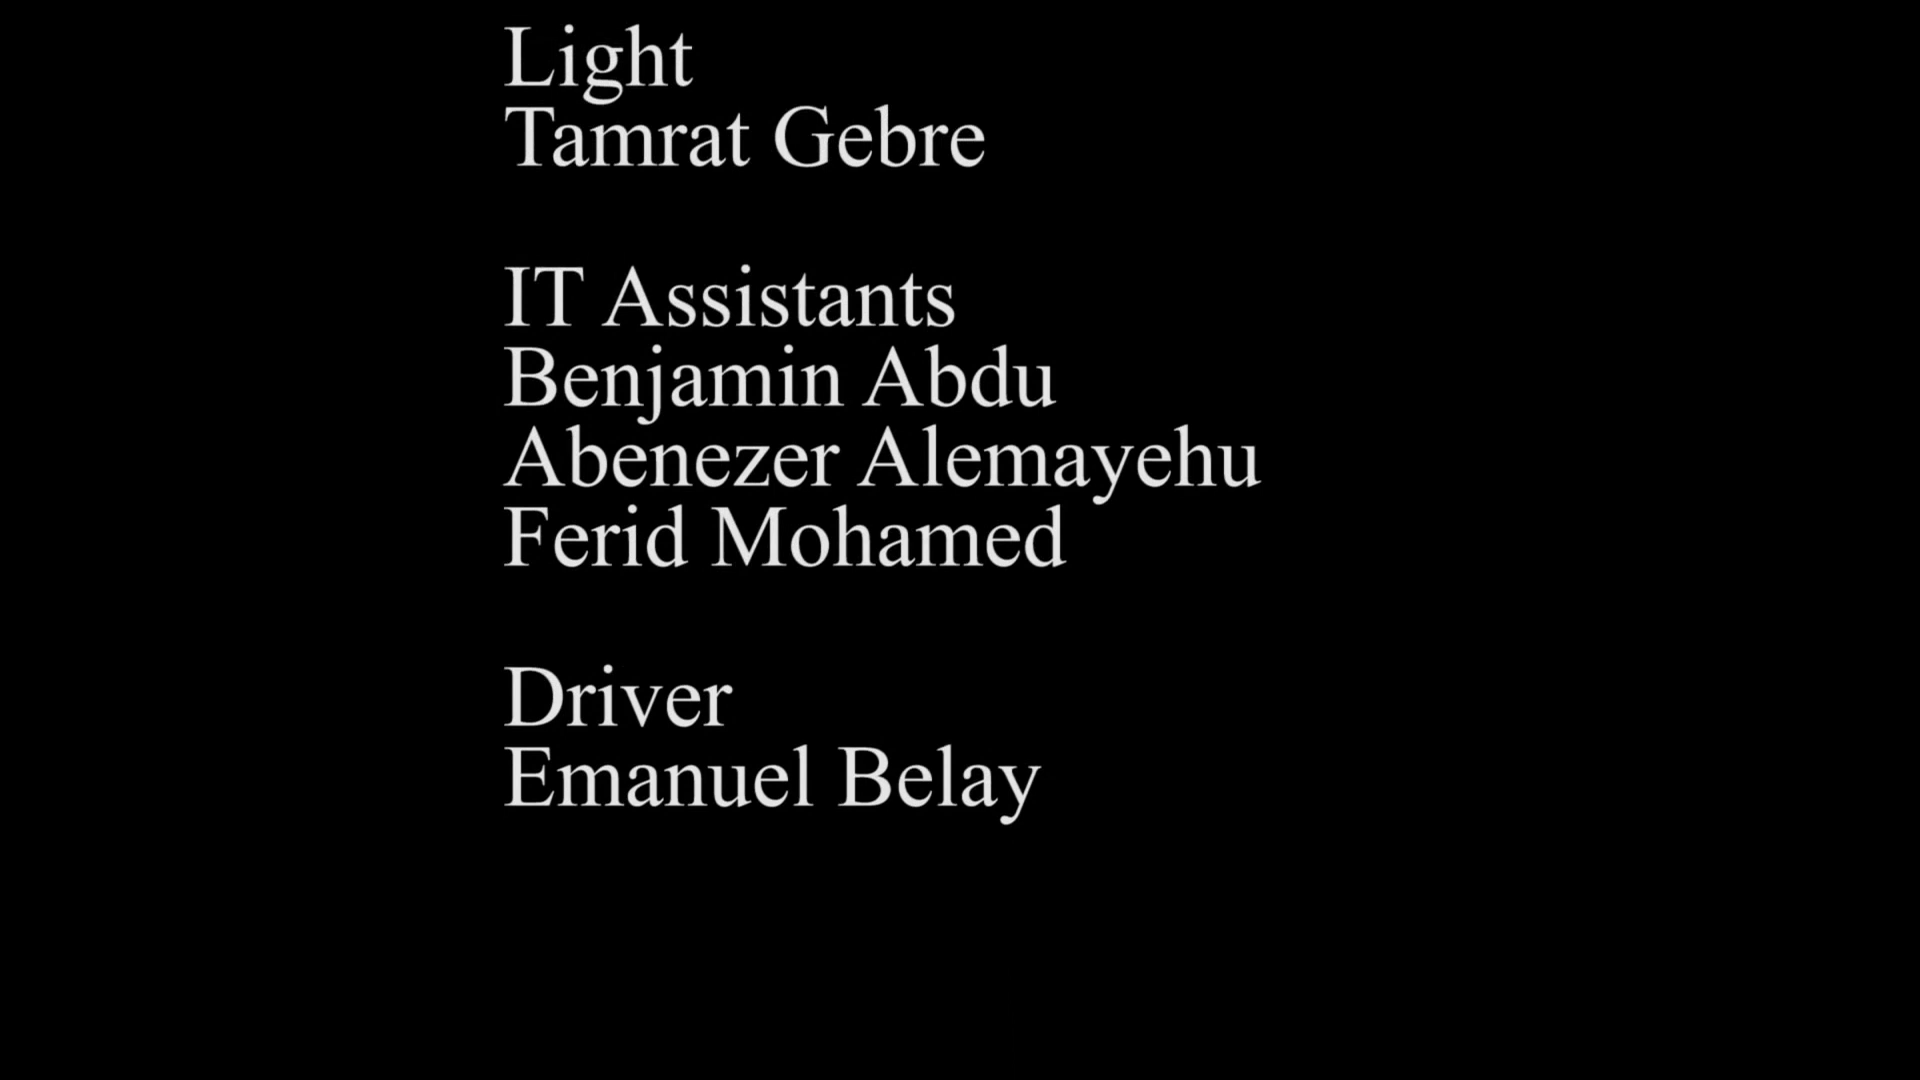 Light
Tamrat Gebre
IT Assistants
Benjamin Abdu
Abenezer Alemayehu
Ferid Mohamed
Driver
Emanuel Belay